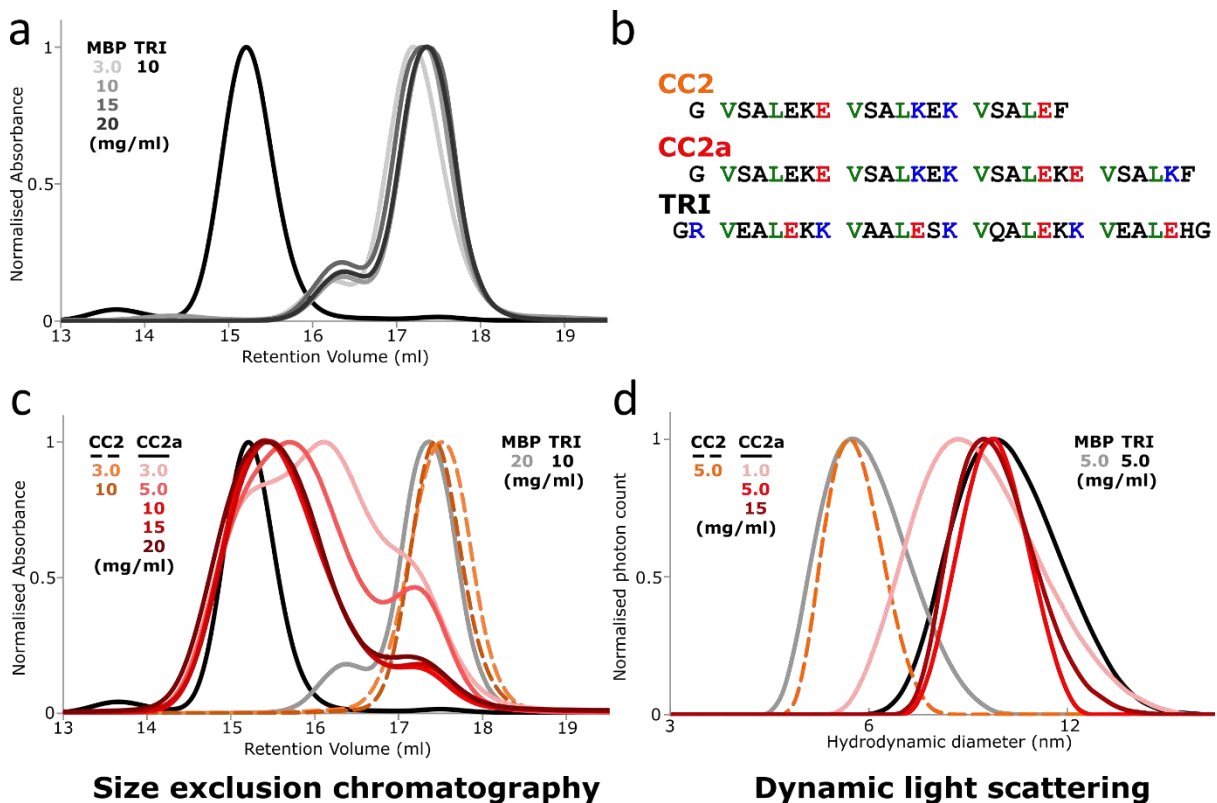 a
MBP TRI
3.0 10
10
15
20
(mg/ml)
1
0.5
0
Normalised Absorbance
13 14 15 16 17 18 19
Retention Volume (ml)
b
CC2
G VSALEKE VSALKEK VSALEF
CC2a
G VSALEKE VSALKEK VSALEKE VSALKF
TRI
GR VEALEKK VAALESK VQALEKK VEALEHG
c
CC2 CC2a
3.0 3.0
10 5.0
10
15
20
(mg/ml)
MBP TRI
20 10
(mg/ml)
1
0.5
0
Normalised Absorbance
13 14 15 16 17 18 19
Retention Volume (ml)
Size exclusion chromatography
d
CC2 CC2a
5.0 1.0
5.0
15
(mg/ml)
MBP TRI
5.0 5.0
(mg/ml)
1
0.5
0
Normalised photon count
3 6 12
Hydrodynamic diameter (nm)
Dynamic light scattering